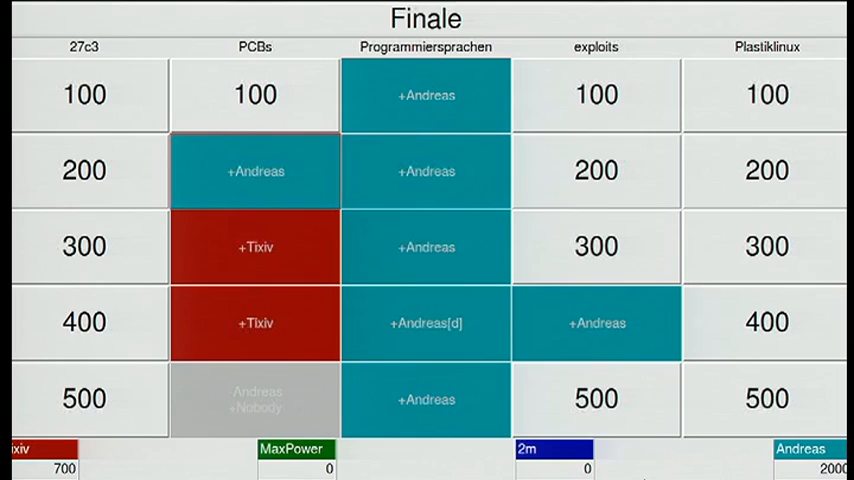 Finale
27c3 PCBs Programmiersprachen exploits Plastiklinux
100 100 +Andreas 100 100
200 +Andreas +Andreas 200 200
300 +Tixiv +Andreas 300 300
400 +Tixiv +Andreas[d] +Andreas 400
500 -Andreas +Andreas 500 500
+Nobody
ixiv MaxPower 2m Andreas
700 0 0 2000